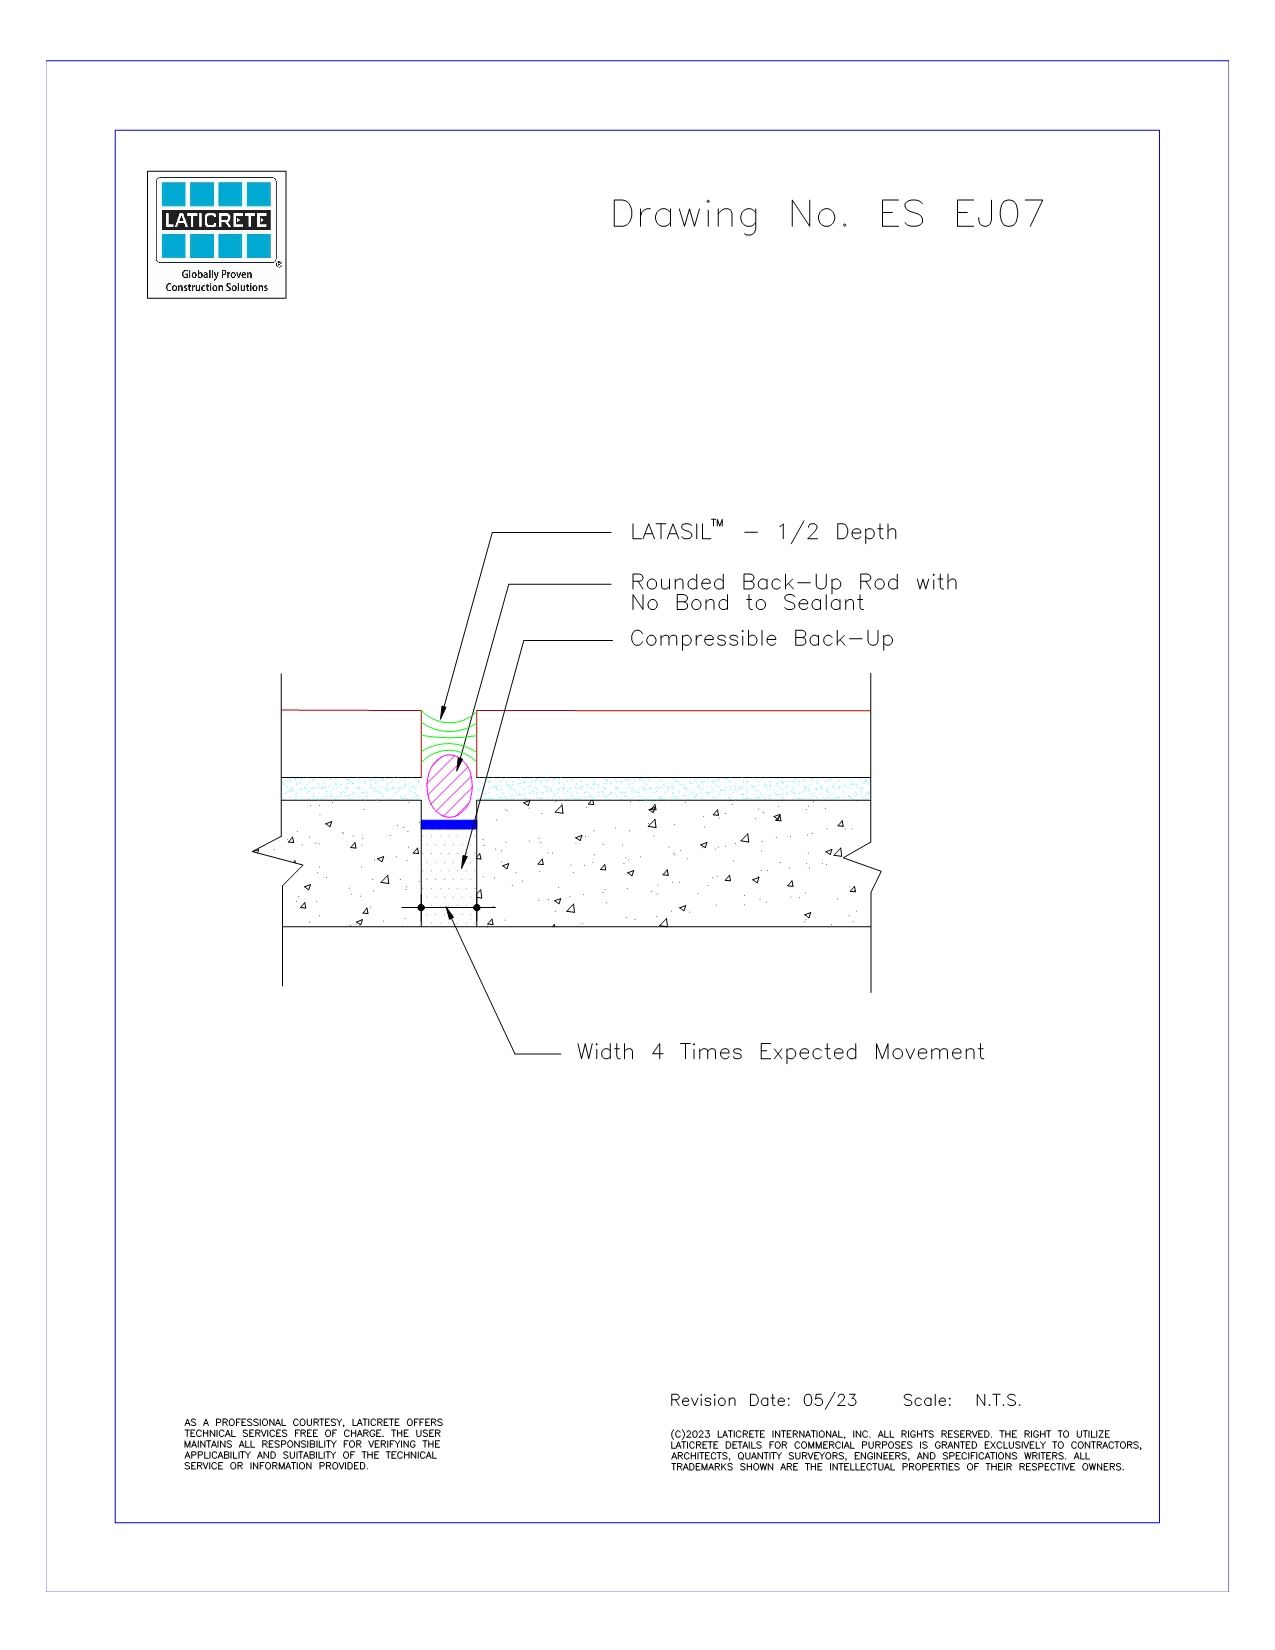 LATICRETE
®
Globally Proven
Construction Solutions
Drawing No. ES EJ07
LATASIL™ - 1/2 Depth
Rounded Back-Up Rod with
No Bond to Sealant
Compressible Back-Up
Width 4 Times Expected Movement
Revision Date: 05/23 Scale: N.T.S.
AS A PROFESSIONAL COURTESY, LATICRETE OFFERS
TECHNICAL SERVICES FREE OF CHARGE. THE USER
MAINTAINS ALL RESPONSIBILITY FOR VERIFYING THE
APPLICABILITY AND SUITABILITY OF THE TECHNICAL
SERVICE OR INFORMATION PROVIDED.
(C)2023 LATICRETE INTERNATIONAL, INC. ALL RIGHTS RESERVED. THE RIGHT TO UTILIZE
LATICRETE DETAILS FOR COMMERCIAL PURPOSES IS GRANTED EXCLUSIVELY TO CONTRACTORS,
ARCHITECTS, QUANTITY SURVEYORS, ENGINEERS, AND SPECIFICATIONS WRITERS. ALL
TRADEMARKS SHOWN ARE THE INTELLECTUAL PROPERTIES OF THEIR RESPECTIVE OWNERS.